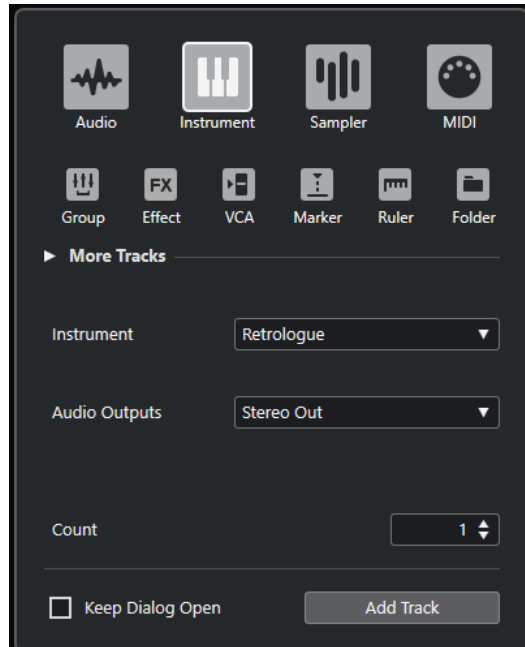 Audio Instrument Sampler MIDI
FX
Group Effect VCA Marker Ruler Folder
More Tracks
Instrument Retrologue
Audio Outputs Stereo Out
Count 1
Keep Dialog Open Add Track